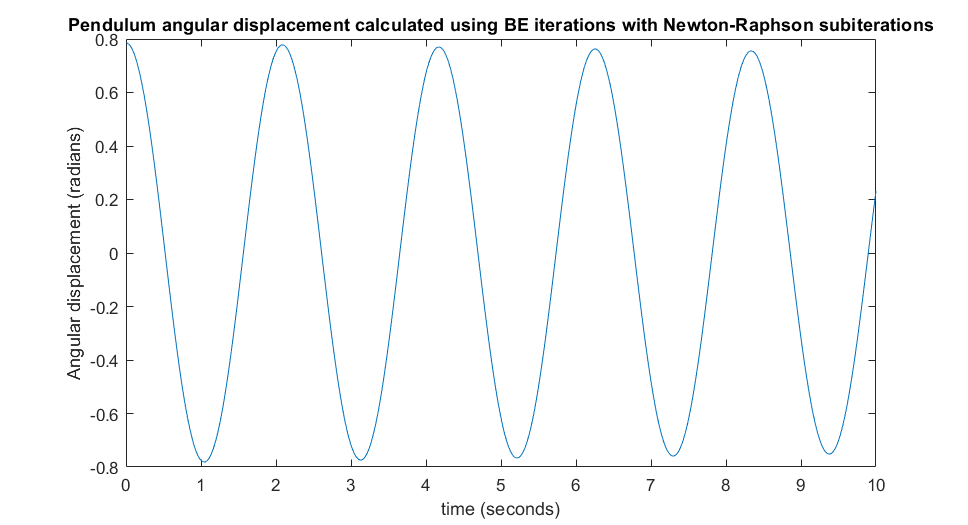 Pendulum angular displacement calculated using BE iterations with Newton-Raphson subiterations
Angular displacement (radians)
0.8
0.6
0.4
0.2
0
-0.2
-0.4
-0.6
-0.8
0 1 2 3 4 5 6 7 8 9 10
time (seconds)